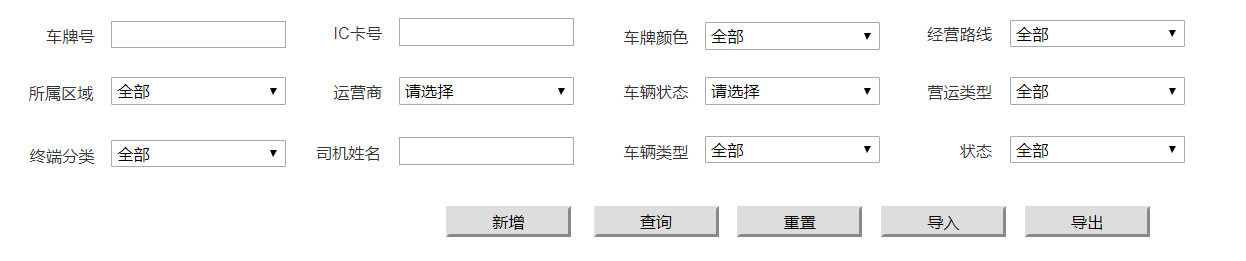 车牌号 IC卡号 车牌颜色 全部 经营路线 全部
所属区域 全部 运营商 请选择 车辆状态 请选择 营运类型 全部
终端分类 全部 司机姓名 车辆类型 全部 状态 全部
新增 查询 重置 导入 导出